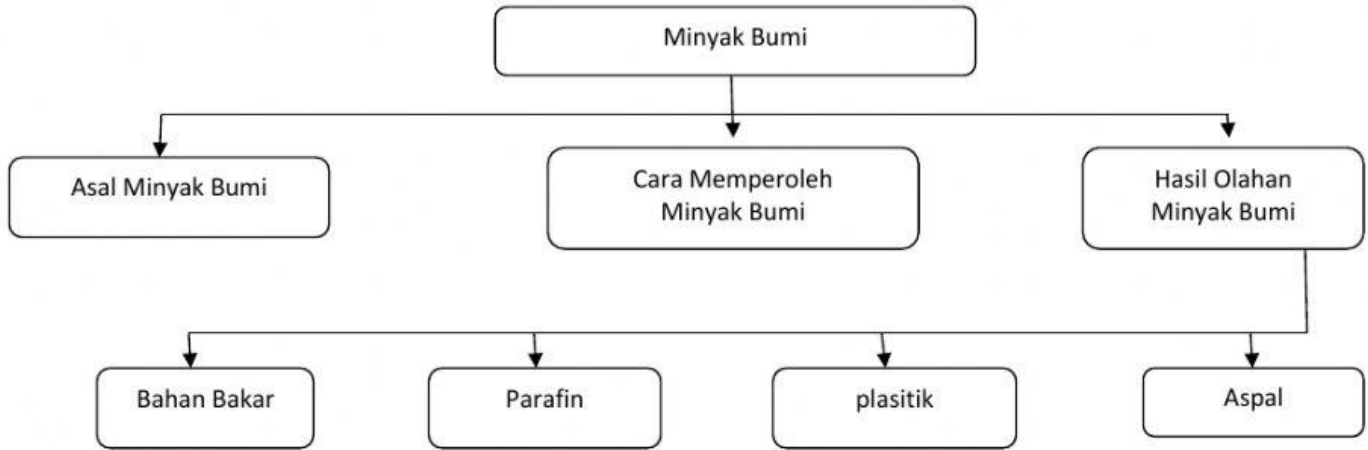 Minyak Bumi
Asal Minyak Bumi
Cara Memperoleh
Minyak Bumi
Hasil Olahan
Minyak Bumi
Bahan Bakar
Parafin
plasitik
Aspal